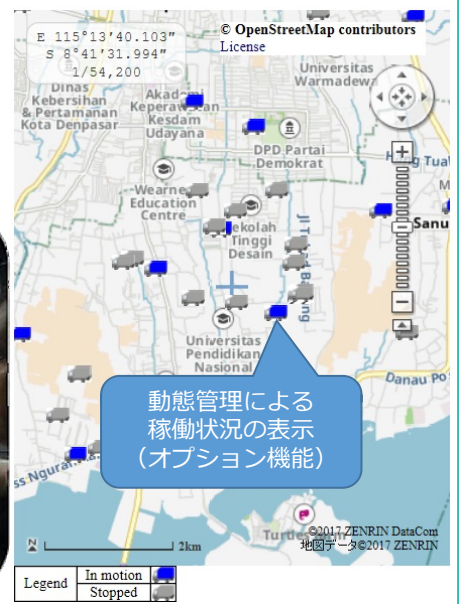 E 115°13’40.103”
S 8°41’31.994”
1/54,200
© OpenStreetMap contributors
License
Universitas
Warmadewa
Dinas
Kebersihan
& Pertamanan
Kota Denpasar
Akademi
Keperawatan
Kesdam
Udayana
DPD Partai
Demokrat
Wearnes
Education
Centre
Sekolah
Tinggi
Desain
Sanu
Universitas
Pendidikan
Nasional
Danau Po
動態管理による
稼働状況の表示
（オプション機能）
ss Ngurah
N
2km
©2017 ZENRIN DataCom
地図データ©2017 ZENRIN
Legend
In motion
Stopped